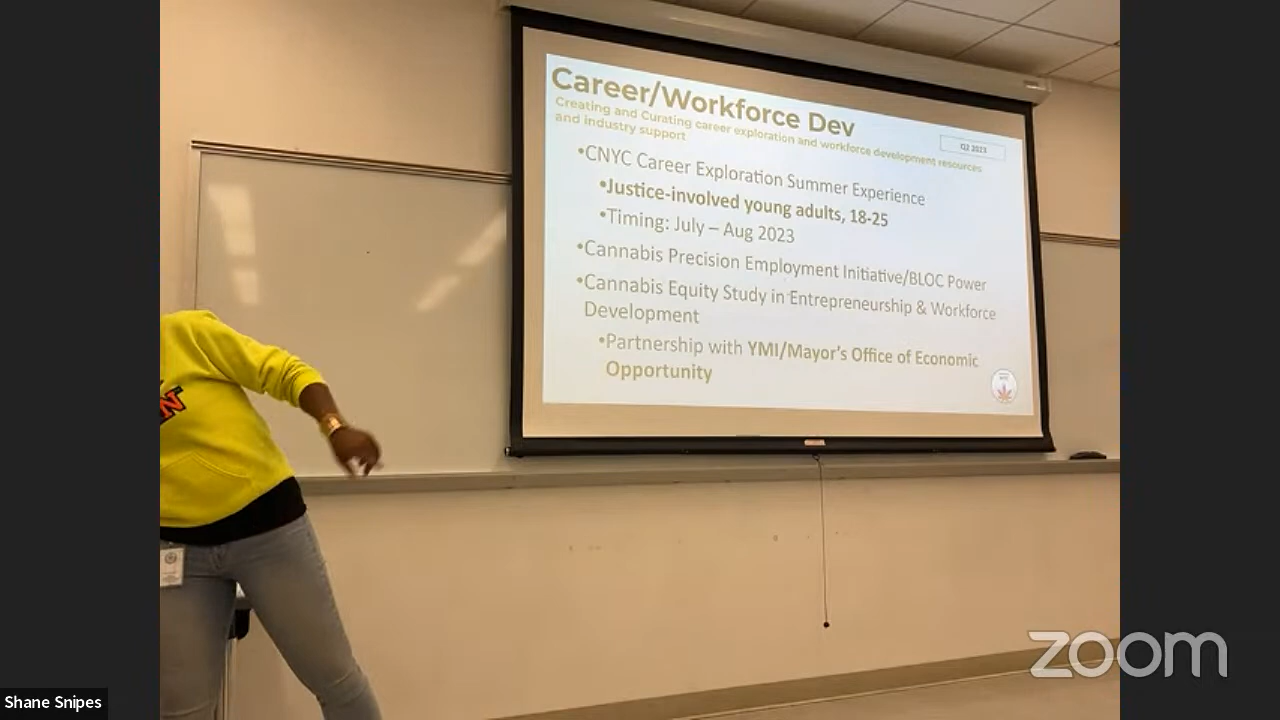 Career/Workforce Dev
Creating and Curating career exploration and workforce development resources
and industry support
Q2 2023
•CNYC Career Exploration Summer Experience
•Justice-involved young adults, 18-25
•Timing: July – Aug 2023
•Cannabis Precision Employment Initiative/BLOC Power
•Cannabis Equity Study in Entrepreneurship & Workforce
Development
•Partnership with YMI/Mayor's Office of Economic
Opportunity
zoom
Shane Snipes